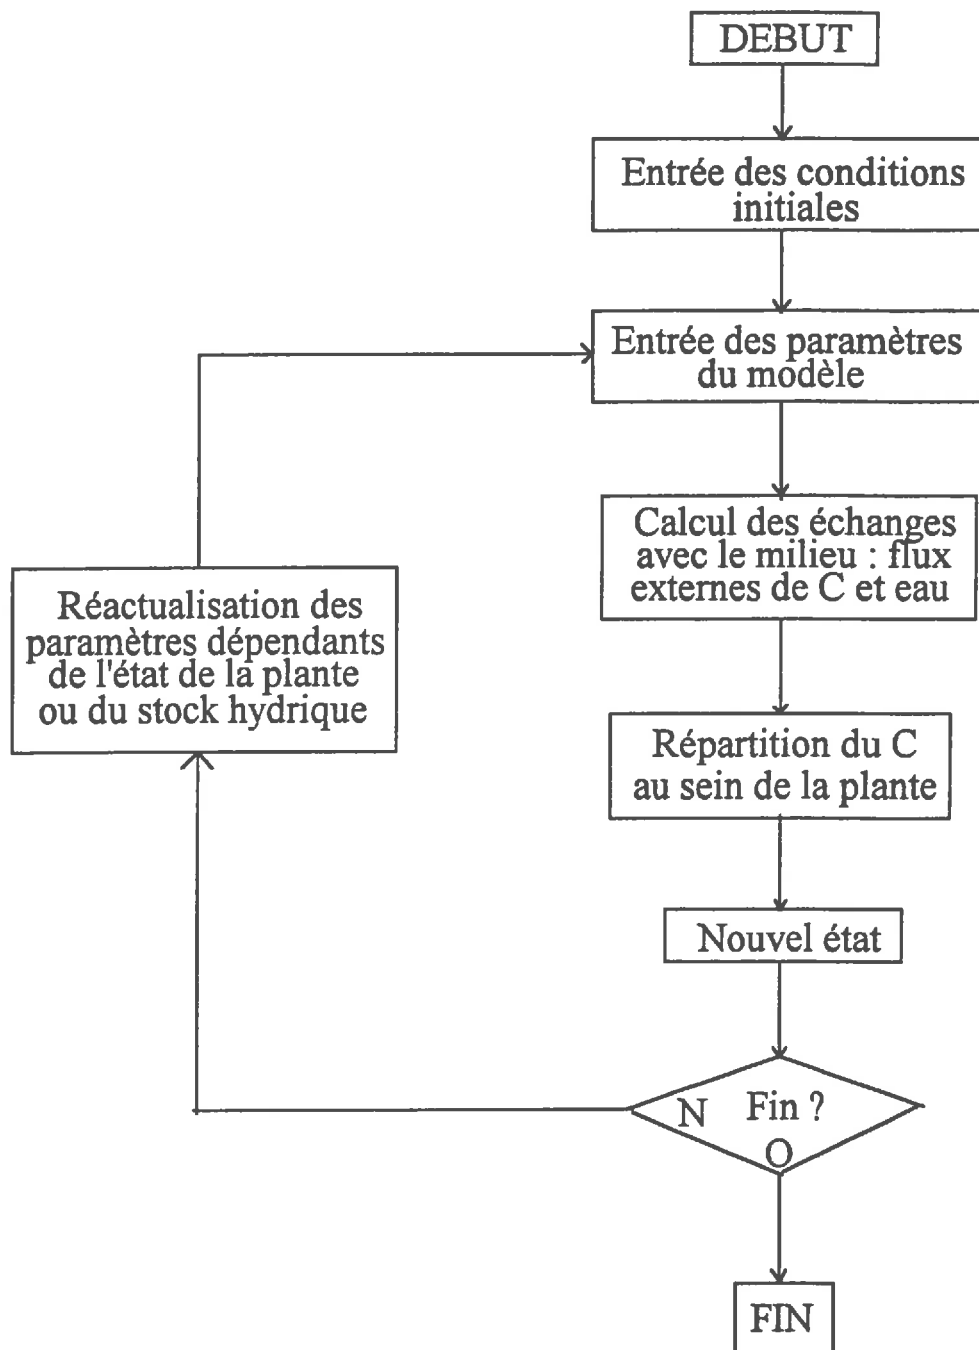 DEBUT
Entrée des conditions
initiales
Entrée des paramètres
du modèle
Calcul des échanges
avec le milieu : flux
externes de C et eau
Réactualisation des
paramètres dépendants
de l'état de la plante
ou du stock hydrique
Répartition du C
au sein de la plante
Nouvel état
N Fin ?
O
FIN